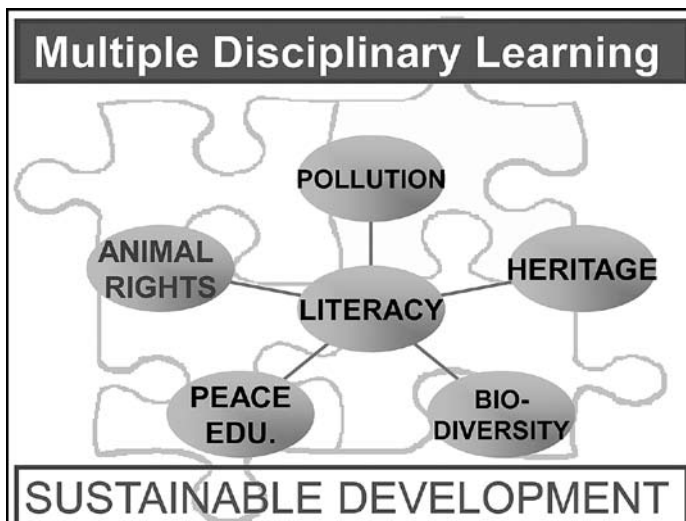 Multiple Disciplinary Learning
POLLUTION
ANIMAL
RIGHTS
HERITAGE
LITERACY
PEACE
EDU.
BIO-
DIVERSITY
SUSTAINABLE DEVELOPMENT